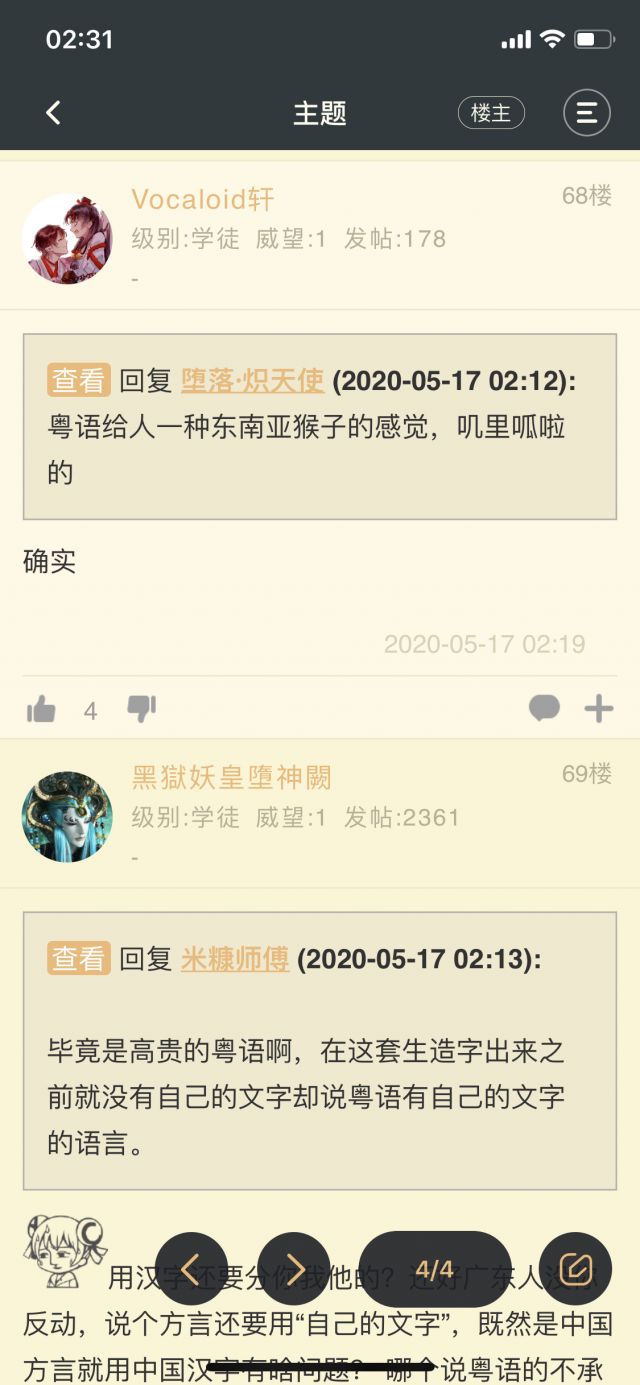 02:31
主题
楼主
Vocaloid轩
68楼
级别:学徒 威望:1 发帖:178
-
查看 回复 堕落·炽天使 (2020-05-17 02:12):
粤语给人一种东南亚猴子的感觉，叽里呱啦
的
确实
2020-05-17 02:19
4
黑獄妖皇墮神闕
69楼
级别:学徒 威望:1 发帖:2361
-
查看 回复 米糠师傅 (2020-05-17 02:13):
毕竟是高贵的粤语啊，在这套生造字出来之
前就没有自己的文字却说粤语有自己的文字
的语言。
4/4
用汉字还要分你我他的？还好广东人没你
反动，说个方言还要用“自己的文字”，既然是中国
方言就用中国汉字有啥问题？哪个说粤语的不承